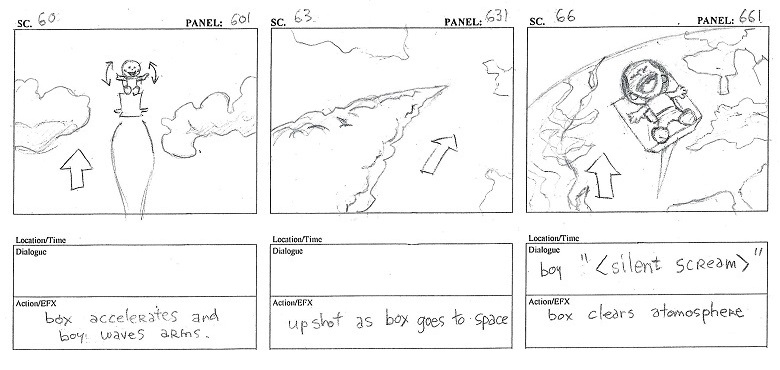 SC. 60. PANEL: 601
SC. 63. PANEL: 631
SC. 66 PANEL: 661
Location/Time
Dialogue
Action/EFX
box accelerates and
boy waves arms.
Location/Time
Dialogue
Action/EFX
upshot as box goes to space
Location/Time
Dialogue
boy "<silent scream>"
Action/EFX
box clears atomosphere